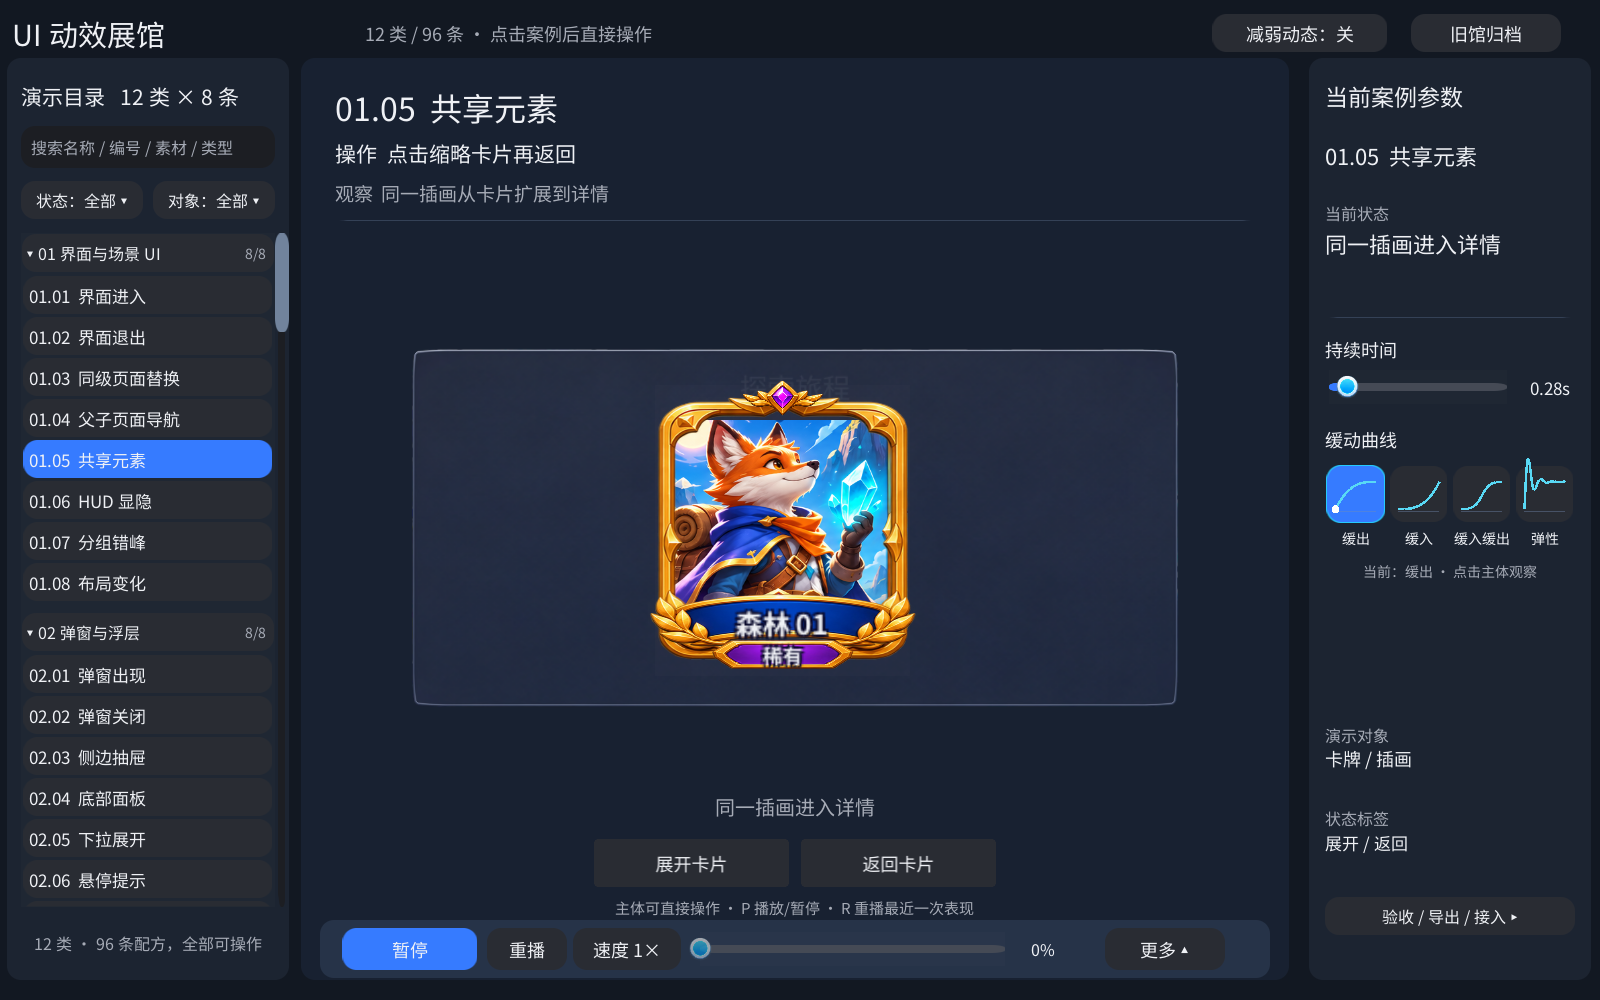 UI 动效展馆
12 类 / 96 条 · 点击案例后直接操作
减弱动态：关
旧馆归档
演示目录 12 类 × 8 条
搜索名称 / 编号 / 素材 / 类型
状态：全部 ▾
对象：全部 ▾
▾ 01 界面与场景 UI 8/8
01.01 界面进入
01.02 界面退出
01.03 同级页面替换
01.04 父子页面导航
01.05 共享元素
01.06 HUD 显隐
01.07 分组错峰
01.08 布局变化
▾ 02 弹窗与浮层 8/8
02.01 弹窗出现
02.02 弹窗关闭
02.03 侧边抽屉
02.04 底部面板
02.05 下拉展开
02.06 悬停提示
12 类 · 96 条配方，全部可操作
01.05 共享元素
操作 点击缩略卡片再返回
观察 同一插画从卡片扩展到详情
探索旅程
森林 01
稀有
同一插画进入详情
展开卡片
返回卡片
主体可直接操作 · P 播放/暂停 · R 重播最近一次表现
暂停
重播
速度 1×
0%
更多 ▴
当前案例参数
01.05 共享元素
当前状态
同一插画进入详情
持续时间
0.28s
缓动曲线
缓出
缓入
缓入缓出
弹性
当前：缓出 · 点击主体观察
演示对象
卡牌 / 插画
状态标签
展开 / 返回
验收 / 导出 / 接入 ▸